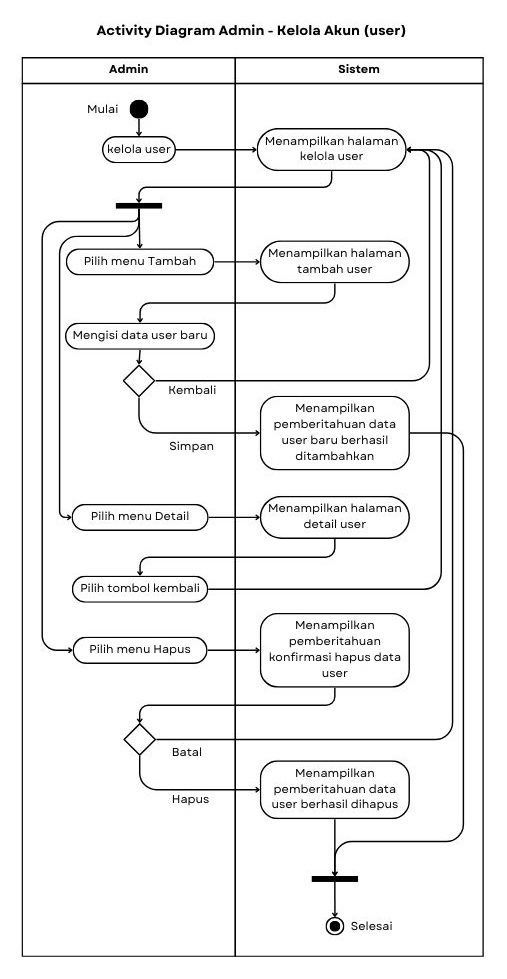 Activity Diagram Admin - Kelola Akun (user)
Admin
Sistem
Mulai
kelola user
Menampilkan halaman
kelola user
Pilih menu Tambah
Menampilkan halaman
tambah user
Mengisi data user baru
Kembali
Simpan
Menampilkan
pemberitahuan data
user baru berhasil
ditambahkan
Pilih menu Detail
Menampilkan halaman
detail user
Pilih tombol kembali
Pilih menu Hapus
Menampilkan
pemberitahuan
konfirmasi hapus data
user
Batal
Hapus
Menampilkan
pemberitahuan data
user berhasil dihapus
Selesai